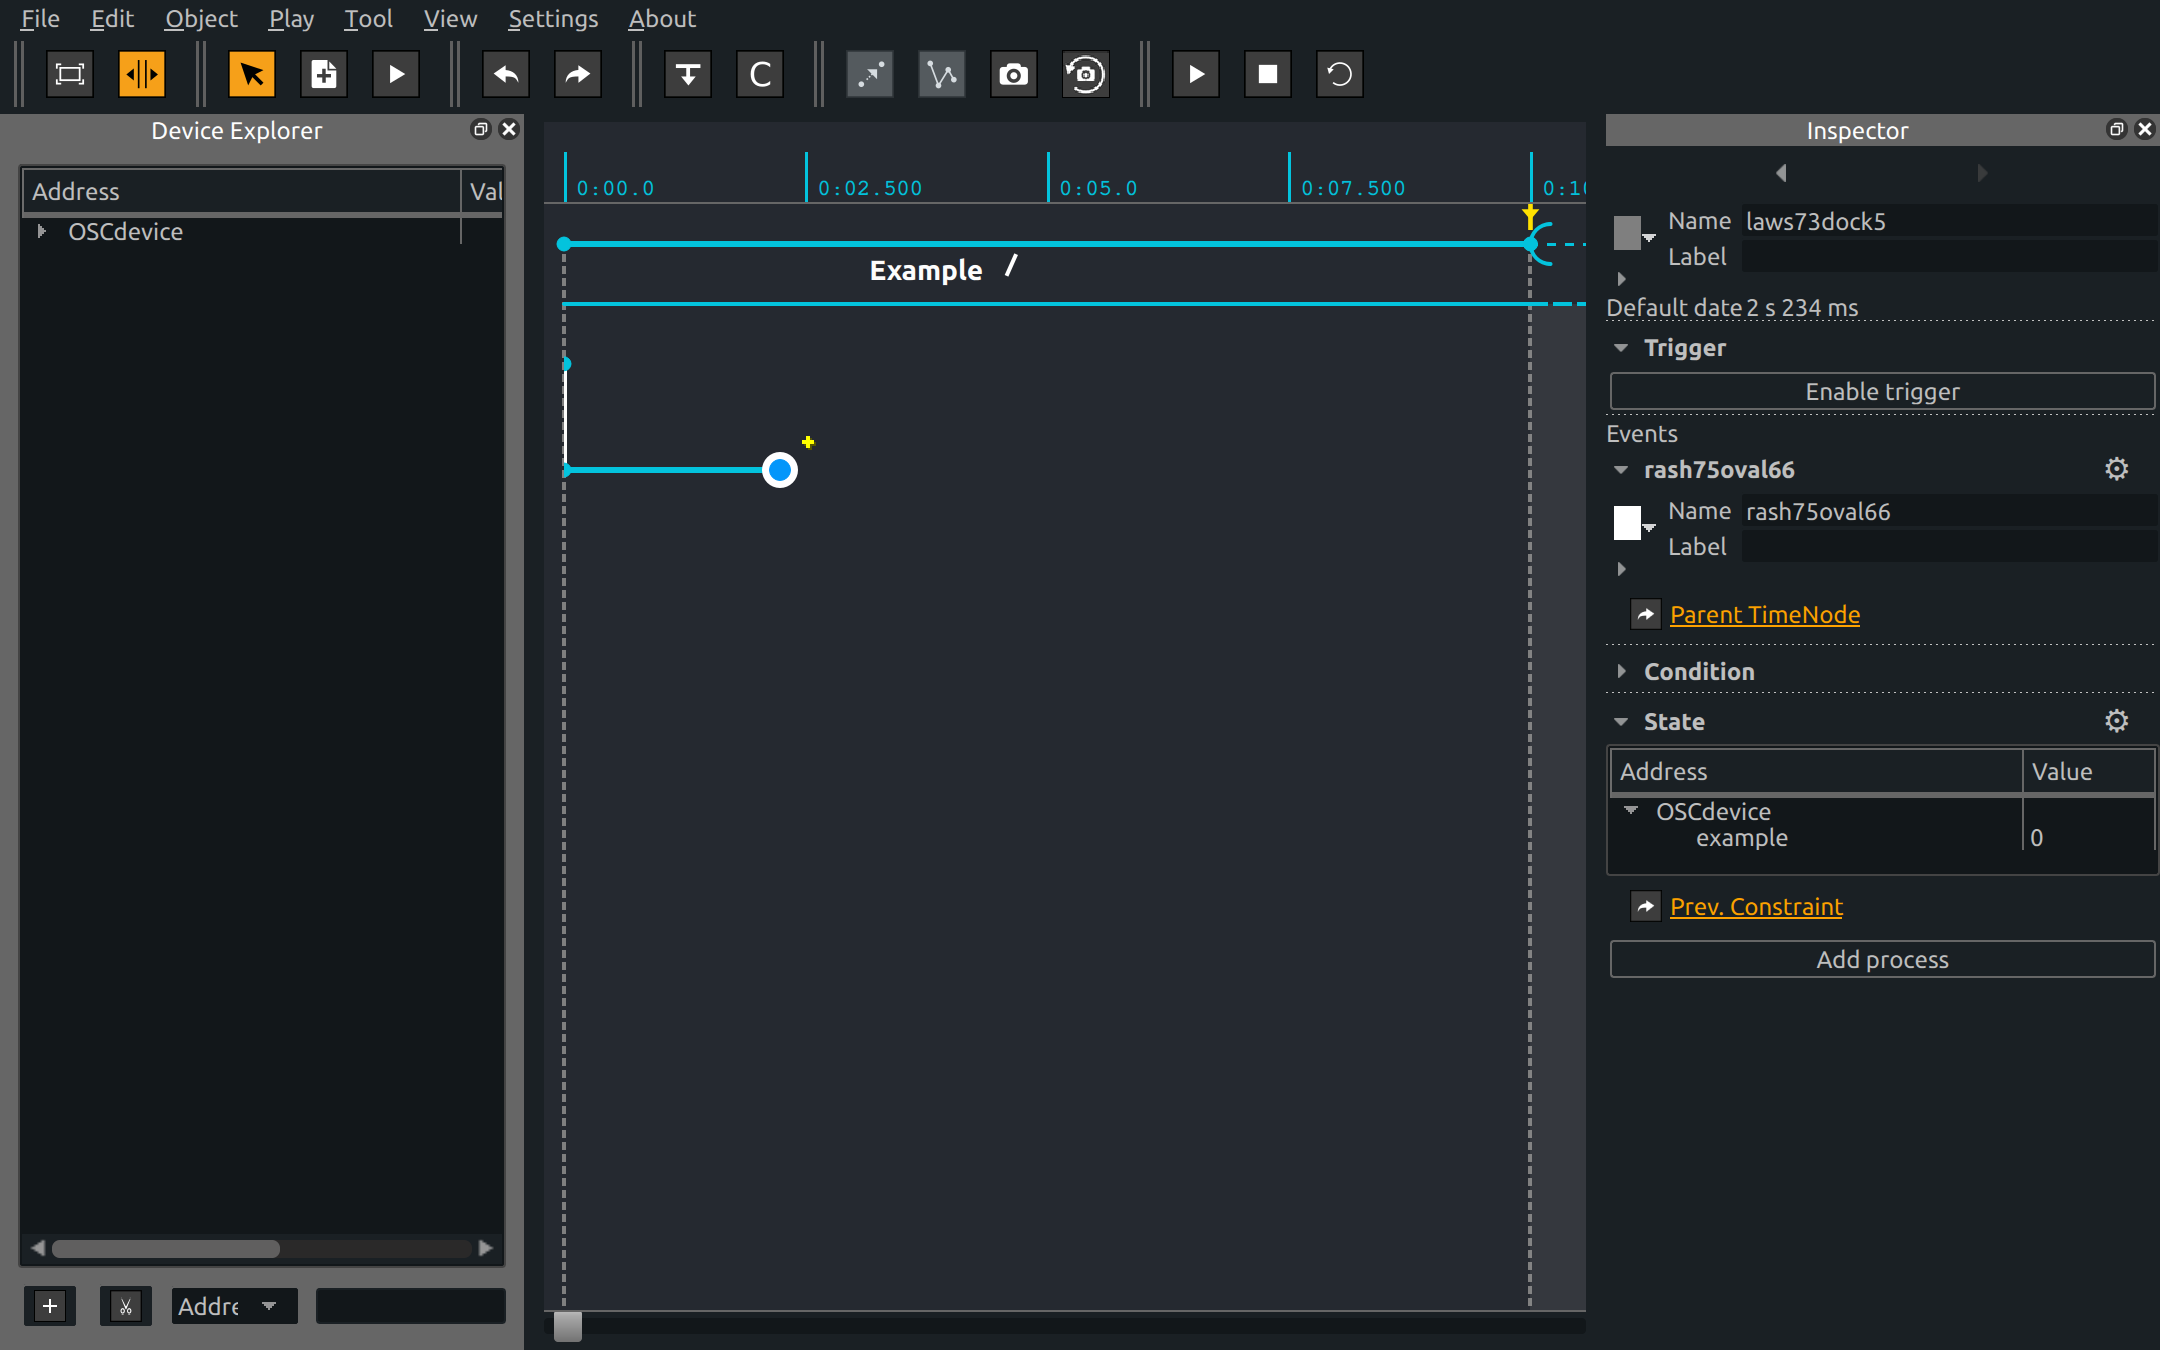 File Edit Object Play Tool View Settings About
C
Device Explorer
Address Val
OSCdevice
Addre
0:00.0 0:02.500 0:05.0 0:07.500 0:10
Example /
Inspector
Name laws73dock5
Label
Default date 2 s 234 ms
Trigger
Enable trigger
Events
rash75oval66
Name rash75oval66
Label
Parent TimeNode
Condition
State
Address Value
OSCdevice
example 0
Prev. Constraint
Add process